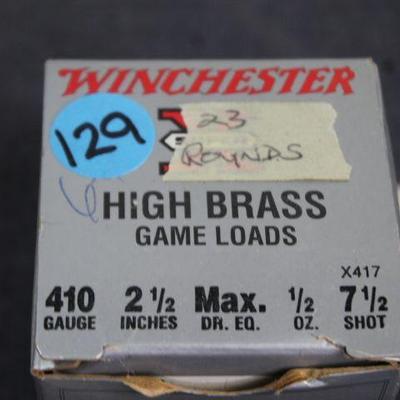 WINCHESTER
129
23
ROUNDS
HIGH BRASS
GAME LOADS
X417
410 2 1/2 Max. 1/2 7 1/2
GAUGE INCHES DR. EQ. OZ. SHOT